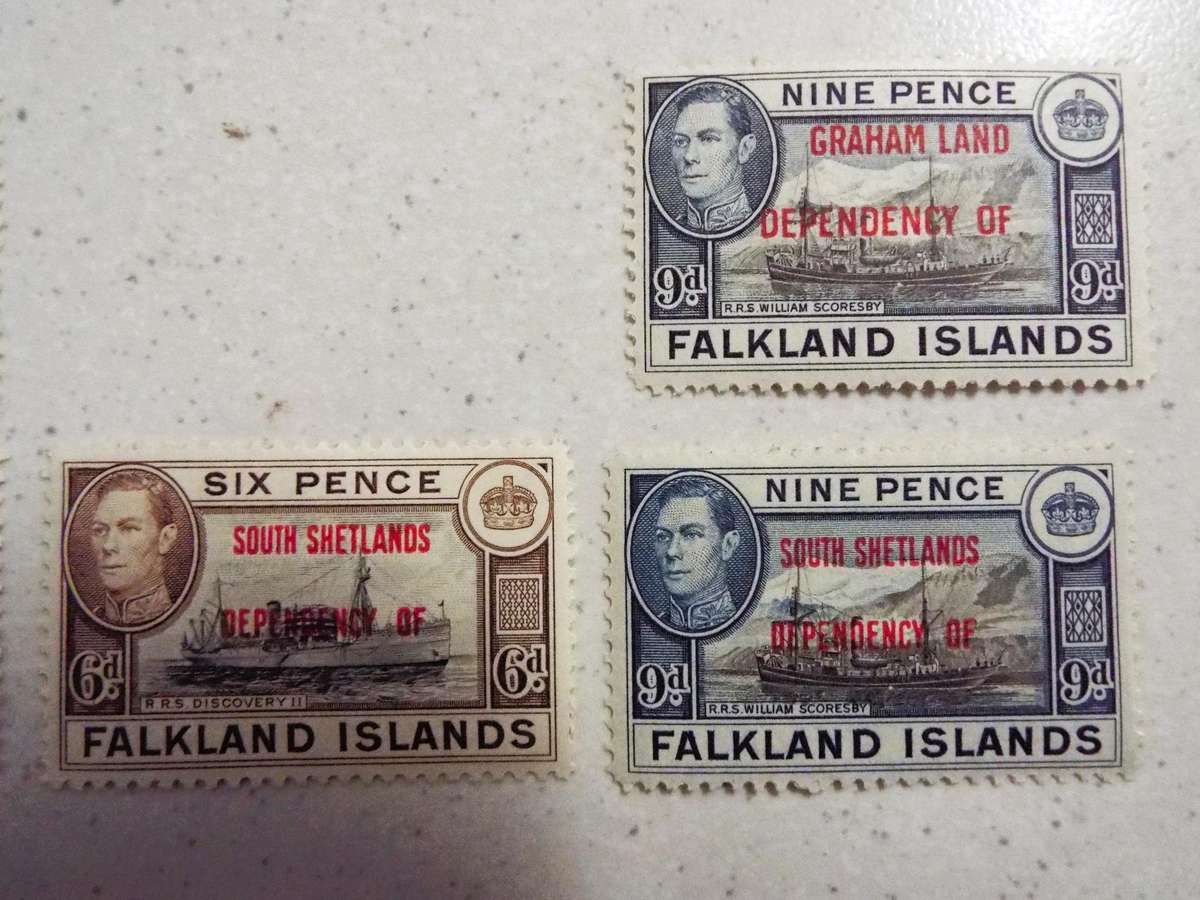 NINE PENCE
GRAHAM LAND
DEPENDENCY OF
9d 9d
R.R.S. WILLIAM SCORESBY
FALKLAND ISLANDS
SIX PENCE
SOUTH SHETLANDS
DEPENDENCY OF
6d 6d
R.R.S. DISCOVERY II
FALKLAND ISLANDS
NINE PENCE
SOUTH SHETLANDS
DEPENDENCY OF
9d 9d
R.R.S. WILLIAM SCORESBY
FALKLAND ISLANDS